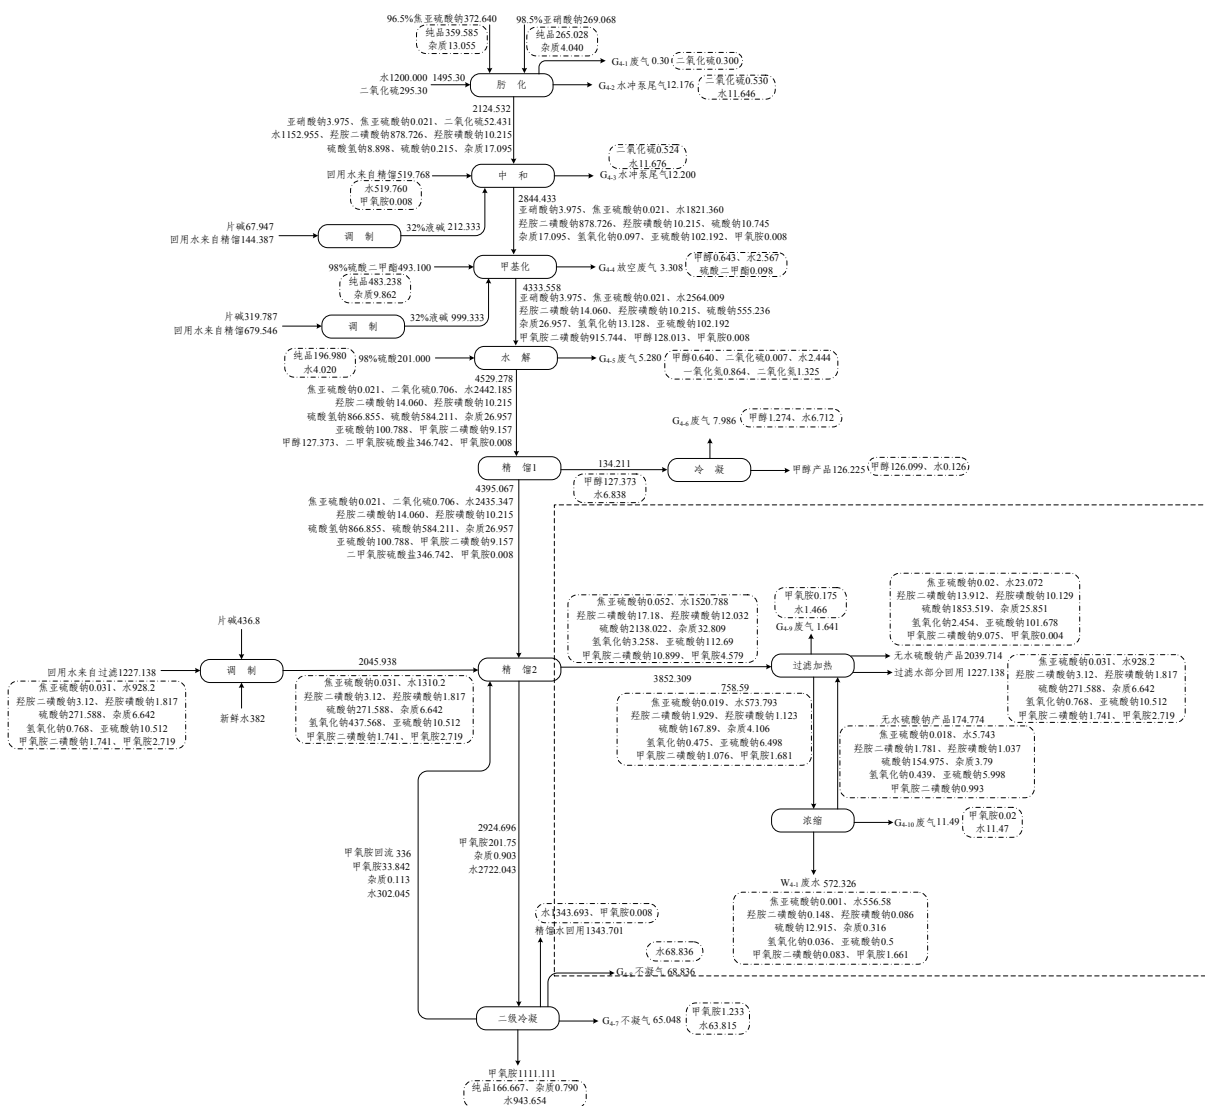 96.5%焦亚硫酸钠372.640
纯品359.585
杂质13.055
98.5%亚硝酸钠269.068
纯品265.028
杂质4.040
G4-1 废气 0.30
二氧化硫0.300
水1200.000
二氧化硫295.30
1495.30
肟 化
G4-2 水冲泵尾气12.176
二氧化硫0.530
水11.646
2124.532
亚硝酸钠3.975、焦亚硫酸钠0.021、二氧化硫52.431
水1152.955、羟胺二磺酸钠878.726、羟胺磺酸钠10.215
硫酸氢钠8.898、硫酸钠0.215、杂质17.095
回用水来自精馏519.768
水519.760
甲氧胺0.008
中 和
二氧化硫0.524
水11.676
G4-3 水冲泵尾气12.200
片碱67.947
回用水来自精馏144.387
调 制
32%液碱 212.333
2844.433
亚硝酸钠3.975、焦亚硫酸钠0.021、水1821.360
羟胺二磺酸钠878.726、羟胺磺酸钠10.215、硫酸钠10.745
杂质17.095、氢氧化钠0.097、亚硫酸钠102.192、甲氧胺0.008
98%硫酸二甲酯493.100
纯品483.238
杂质9.862
甲基化
G4-4 放空废气 3.308
甲醇0.643、水2.567
硫酸二甲酯0.098
片碱319.787
回用水来自精馏679.546
调 制
32%液碱 999.333
4333.558
亚硝酸钠3.975、焦亚硫酸钠0.021、水2564.009
羟胺二磺酸钠14.060、羟胺磺酸钠10.215、硫酸钠555.236
杂质26.957、氢氧化钠13.128、亚硫酸钠102.192
甲氧胺二磺酸钠915.744、甲醇128.013、甲氧胺0.008
纯品196.980
水4.020
98%硫酸201.000
水 解
G4-5 废气5.280
甲醇0.640、二氧化硫0.007、水2.444
一氧化氮0.864、二氧化氮1.325
4529.278
焦亚硫酸钠0.021、二氧化硫0.706、水2442.185
羟胺二磺酸钠14.060、羟胺磺酸钠10.215
硫酸氢钠866.855、硫酸钠584.211、杂质26.957
亚硫酸钠100.788、甲氧胺二磺酸钠9.157
甲醇127.373、二甲氧胺硫酸盐346.742、甲氧胺0.008
精 馏1
134.211
甲醇127.373
水6.838
冷 凝
G4-6 废气 7.986
甲醇1.274、水6.712
甲醇产品126.225
甲醇126.099、水0.126
4395.067
焦亚硫酸钠0.021、二氧化硫0.706、水2435.347
羟胺二磺酸钠14.060、羟胺磺酸钠10.215
硫酸氢钠866.855、硫酸钠584.211、杂质26.957
亚硫酸钠100.788、甲氧胺二磺酸钠9.157
二甲氧胺硫酸盐346.742、甲氧胺0.008
片碱436.8
回用水来自过滤1227.138
焦亚硫酸钠0.031、水928.2
羟胺二磺酸钠3.12、羟胺磺酸钠1.817
硫酸钠271.588、杂质6.642
氢氧化钠0.768、亚硫酸钠10.512
甲氧胺二磺酸钠1.741、甲氧胺2.719
调 制
新鲜水382
2045.938
焦亚硫酸钠0.031、水1310.2
羟胺二磺酸钠3.12、羟胺磺酸钠1.817
硫酸钠271.588、杂质6.642
氢氧化钠437.568、亚硫酸钠10.512
甲氧胺二磺酸钠1.741、甲氧胺2.719
精 馏2
焦亚硫酸钠0.052、水1520.788
羟胺二磺酸钠17.18、羟胺磺酸钠12.032
硫酸钠2138.022、杂质32.809
氢氧化钠3.258、亚硫酸钠112.69
甲氧胺二磺酸钠10.899、甲氧胺4.579
3852.309
甲氧胺0.175
水1.466
G4-9 废气 1.641
过滤加热
焦亚硫酸钠0.02、水23.072
羟胺二磺酸钠13.912、羟胺磺酸钠10.129
硫酸钠1853.519、杂质25.851
氢氧化钠2.454、亚硫酸钠101.678
甲氧胺二磺酸钠9.075、甲氧胺0.004
无水硫酸钠产品2039.714
过滤水部分回用 1227.138
焦亚硫酸钠0.031、水928.2
羟胺二磺酸钠3.12、羟胺磺酸钠1.817
硫酸钠271.588、杂质6.642
氢氧化钠0.768、亚硫酸钠10.512
甲氧胺二磺酸钠1.741、甲氧胺2.719
758.59
焦亚硫酸钠0.019、水573.793
羟胺二磺酸钠1.929、羟胺磺酸钠1.123
硫酸钠167.89、杂质4.106
氢氧化钠0.475、亚硫酸钠6.498
甲氧胺二磺酸钠1.076、甲氧胺1.681
无水硫酸钠产品174.774
焦亚硫酸钠0.018、水5.743
羟胺二磺酸钠1.781、羟胺磺酸钠1.037
硫酸钠154.975、杂质3.79
氢氧化钠0.439、亚硫酸钠5.998
甲氧胺二磺酸钠0.993
浓缩
G4-10 废气11.49
甲氧胺0.02
水11.47
W4-1 废水 572.326
焦亚硫酸钠0.001、水556.58
羟胺二磺酸钠0.148、羟胺磺酸钠0.086
硫酸钠12.915、杂质0.316
氢氧化钠0.036、亚硫酸钠0.5
甲氧胺二磺酸钠0.083、甲氧胺1.661
2924.696
甲氧胺201.75
杂质0.903
水2722.043
甲氧胺回流 336
甲氧胺33.842
杂质0.113
水302.045
水1343.693、甲氧胺0.008
精馏水回用1343.701
水68.836
G4-8 不凝气 68.836
二级冷凝
G4-7 不凝气 65.048
甲氧胺1.233
水63.815
甲氧胺1111.111
纯品166.667、杂质0.790
水943.654